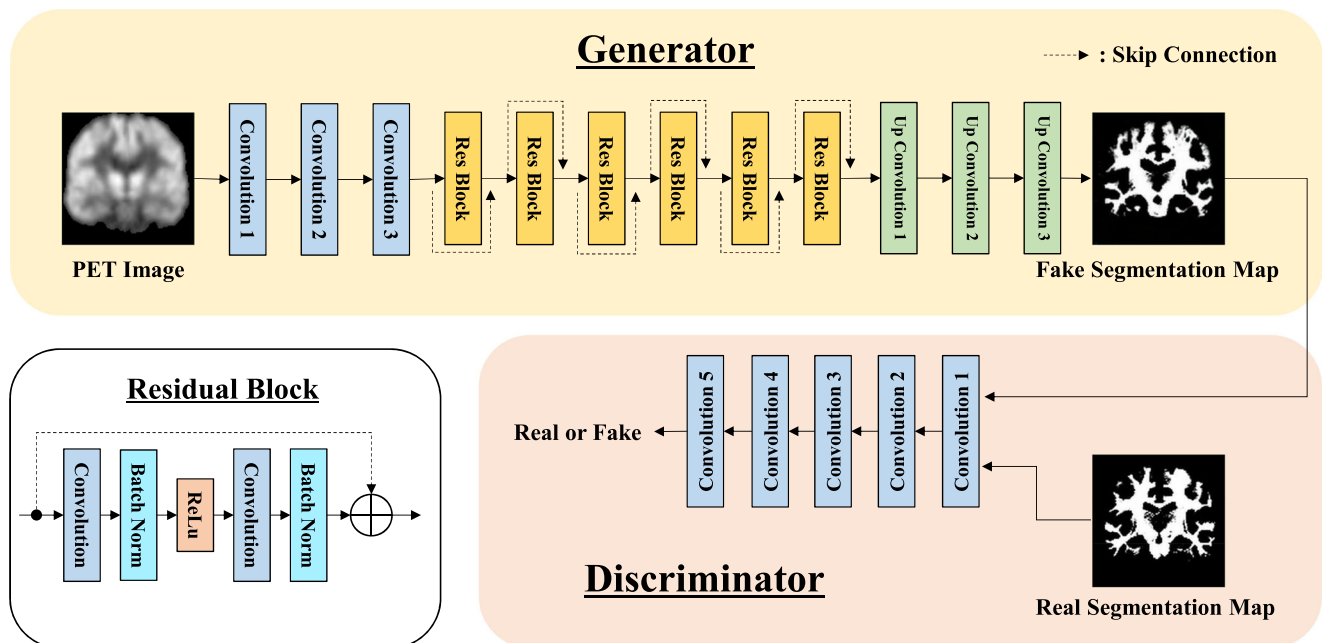 Generator
: Skip Connection
Convolution 1
Convolution 2
Convolution 3
Res Block
Res Block
Res Block
Res Block
Res Block
Res Block
Up Convolution 1
Up Convolution 2
Up Convolution 3
PET Image
Fake Segmentation Map
Residual Block
Convolution
Batch Norm
ReLu
Convolution
Batch Norm
Real or Fake
Convolution 5
Convolution 4
Convolution 3
Convolution 2
Convolution 1
Discriminator
Real Segmentation Map